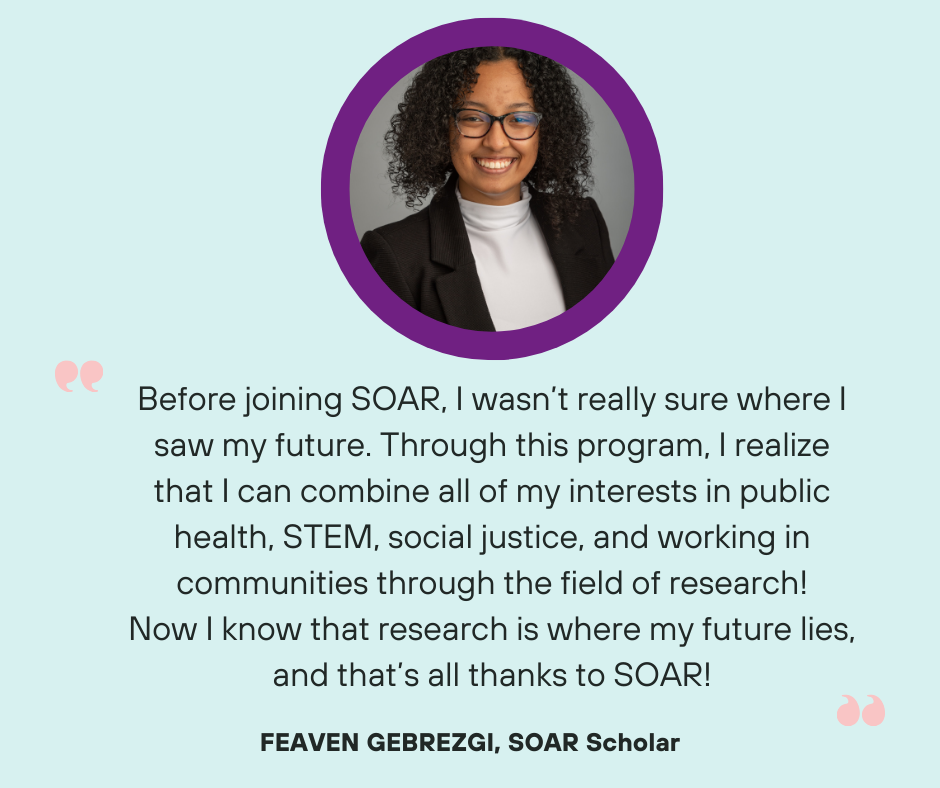 Before joining SOAR, I wasn’t really sure where I
saw my future. Through this program, I realize
that I can combine all of my interests in public
health, STEM, social justice, and working in
communities through the field of research!
Now I know that research is where my future lies,
and that’s all thanks to SOAR!
FEAVEN GEBREZGI, SOAR Scholar